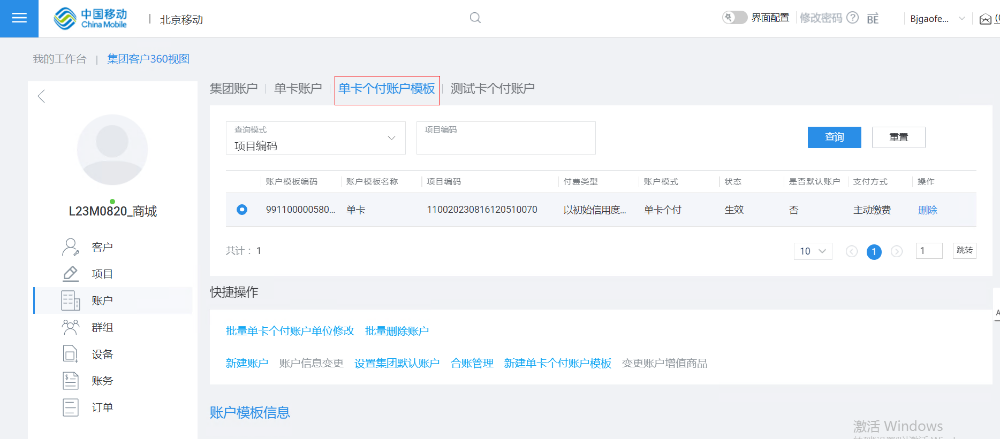 中国移动 China Mobile | 北京移动 界面配置 修改密码 ? BE Bjgaofe...
我的工作台 | 集团客户360视图
集团账户 | 单卡账户 | 单卡个付账户模板 | 测试卡个付账户
查询模式 项目编码
项目编码
查询 重置
账户模板编码 账户模板名称 项目编码 付费类型 账户模式 状态 是否默认账户 支付方式 操作
991100000580... 单卡 110020230816120510070 以初始信用度... 单卡个付 生效 否 主动缴费 删除
共计： 1 10 1 1 跳转
L23M0820_商城
客户
项目
账户
群组
设备
账务
订单
快捷操作
批量单卡个付账户单位修改 批量删除账户
新建账户 账户信息变更 设置集团默认账户 合账管理 新建单卡个付账户模板 变更账户增值商品
账户模板信息
激活 Windows